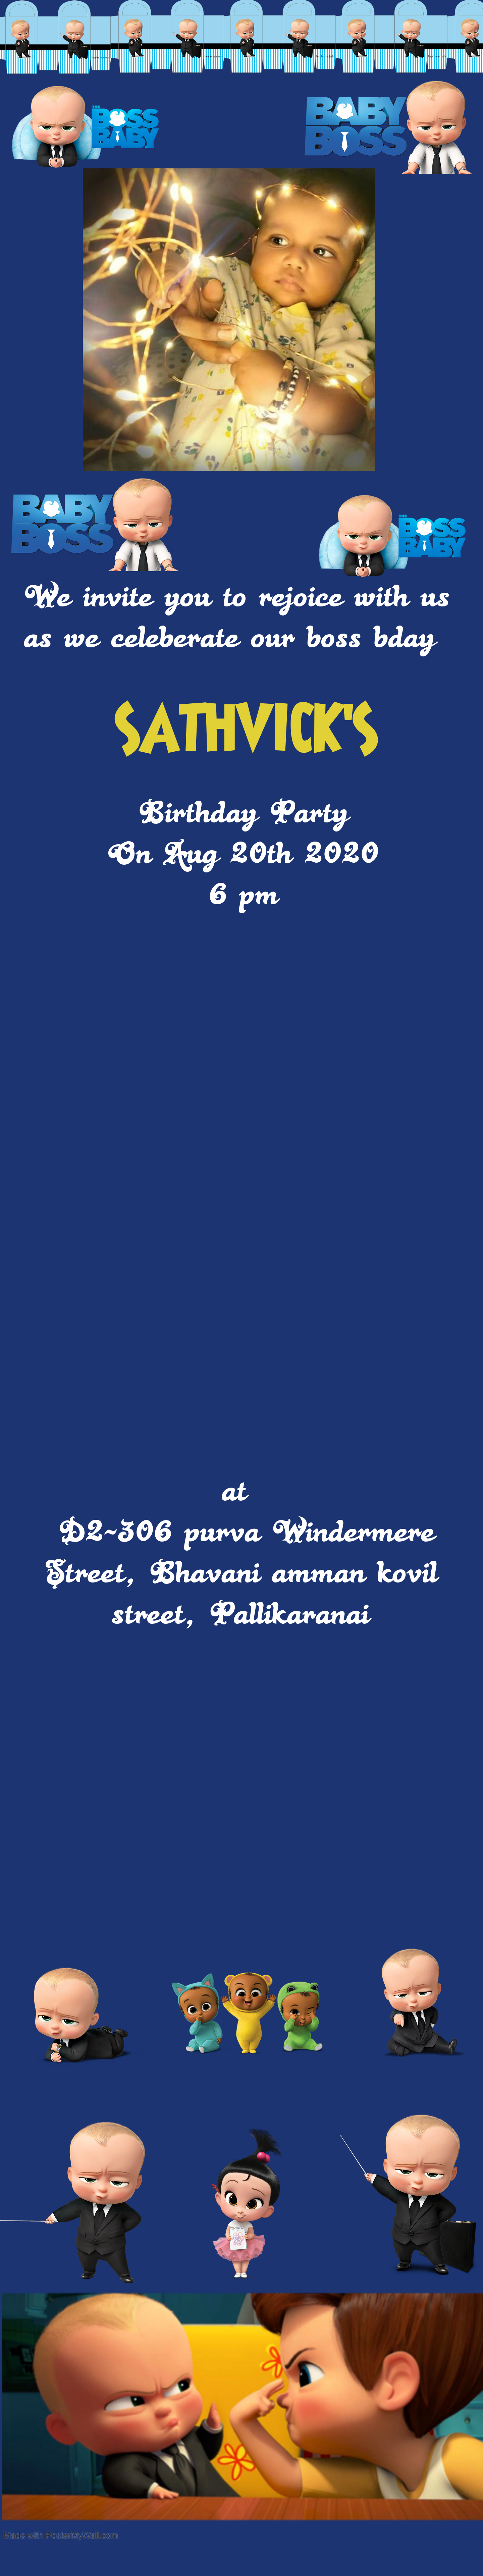 THE BOSS BABY
BABY BOSS
BABY BOSS
THE BOSS BABY
We invite you to rejoice with us
as we celeberate our boss bday
SATHVICK'S
Birthday Party
On Aug 20th 2020
6 pm
at
D2-306 purva Windermere
Street, Bhavani amman kovil
street, Pallikaranai
Made with PosterMyWall.com